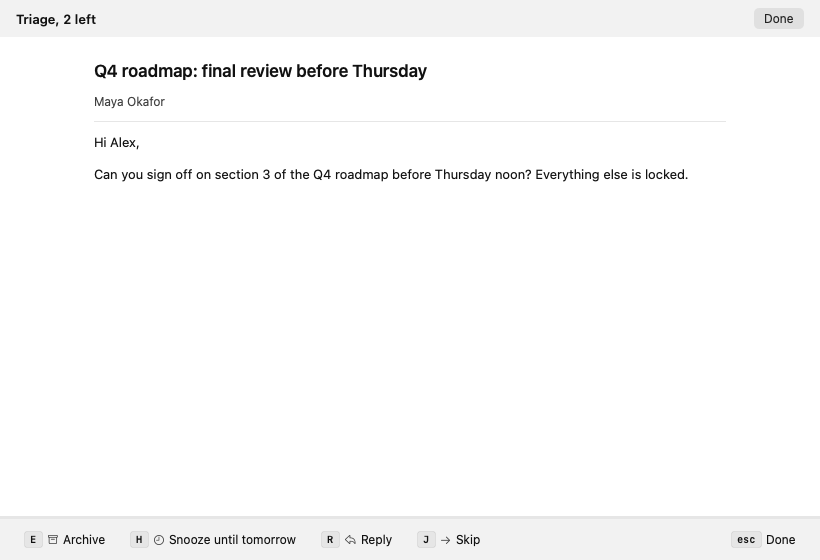 Triage, 2 left
Done
Q4 roadmap: final review before Thursday
Maya Okafor
Hi Alex,
Can you sign off on section 3 of the Q4 roadmap before Thursday noon? Everything else is locked.
E Archive H Snooze until tomorrow R Reply J Skip esc Done